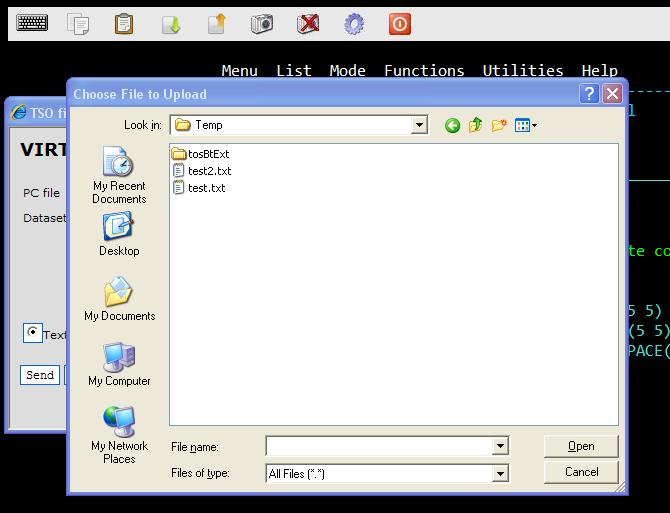 Menu List Mode Functions Utilities Help
TSO fi
Choose File to Upload
VIRT
PC file
Dataset
Text
Send
Look in: Temp
My Recent
Documents
Desktop
My Documents
My Computer
My Network
Places
tosBtExt
test2.txt
test.txt
File name:
Open
Files of type: All Files (*.*)
Cancel
te co
5 5)
(5 5)
PACE(